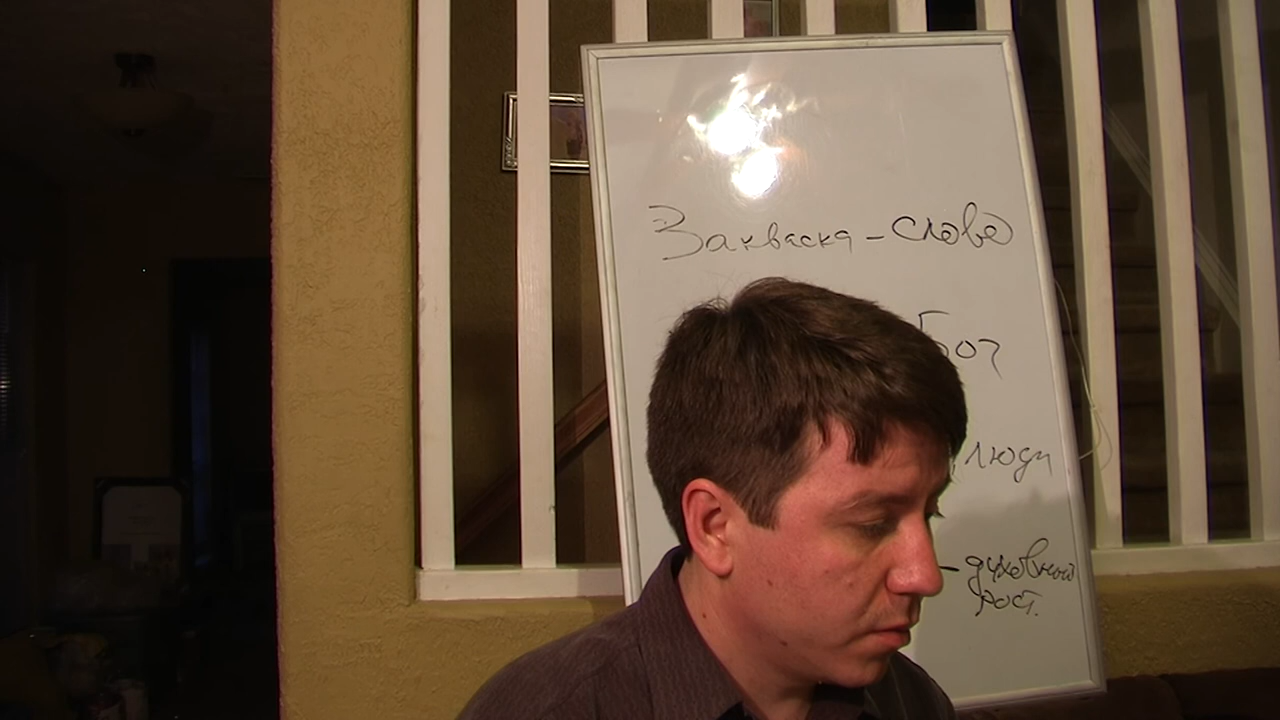 Закваска - слово
Бог
люди
- духовный
рост.